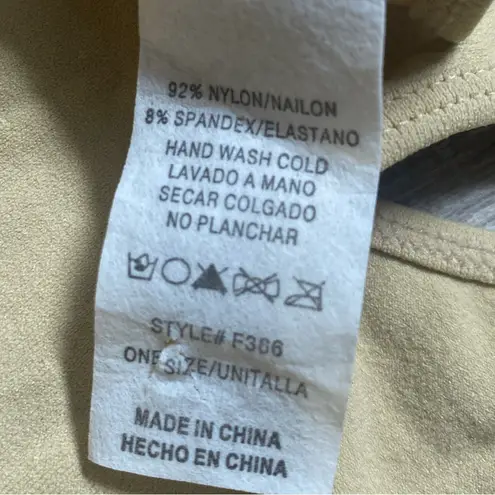 92% NYLON/NAILON
8% SPANDEX/ELASTANO
HAND WASH COLD
LAVADO A MANO
SECAR COLGADO
NO PLANCHAR
STYLE# F366
ONE SIZE/UNITALLA
MADE IN CHINA
HECHO EN CHINA